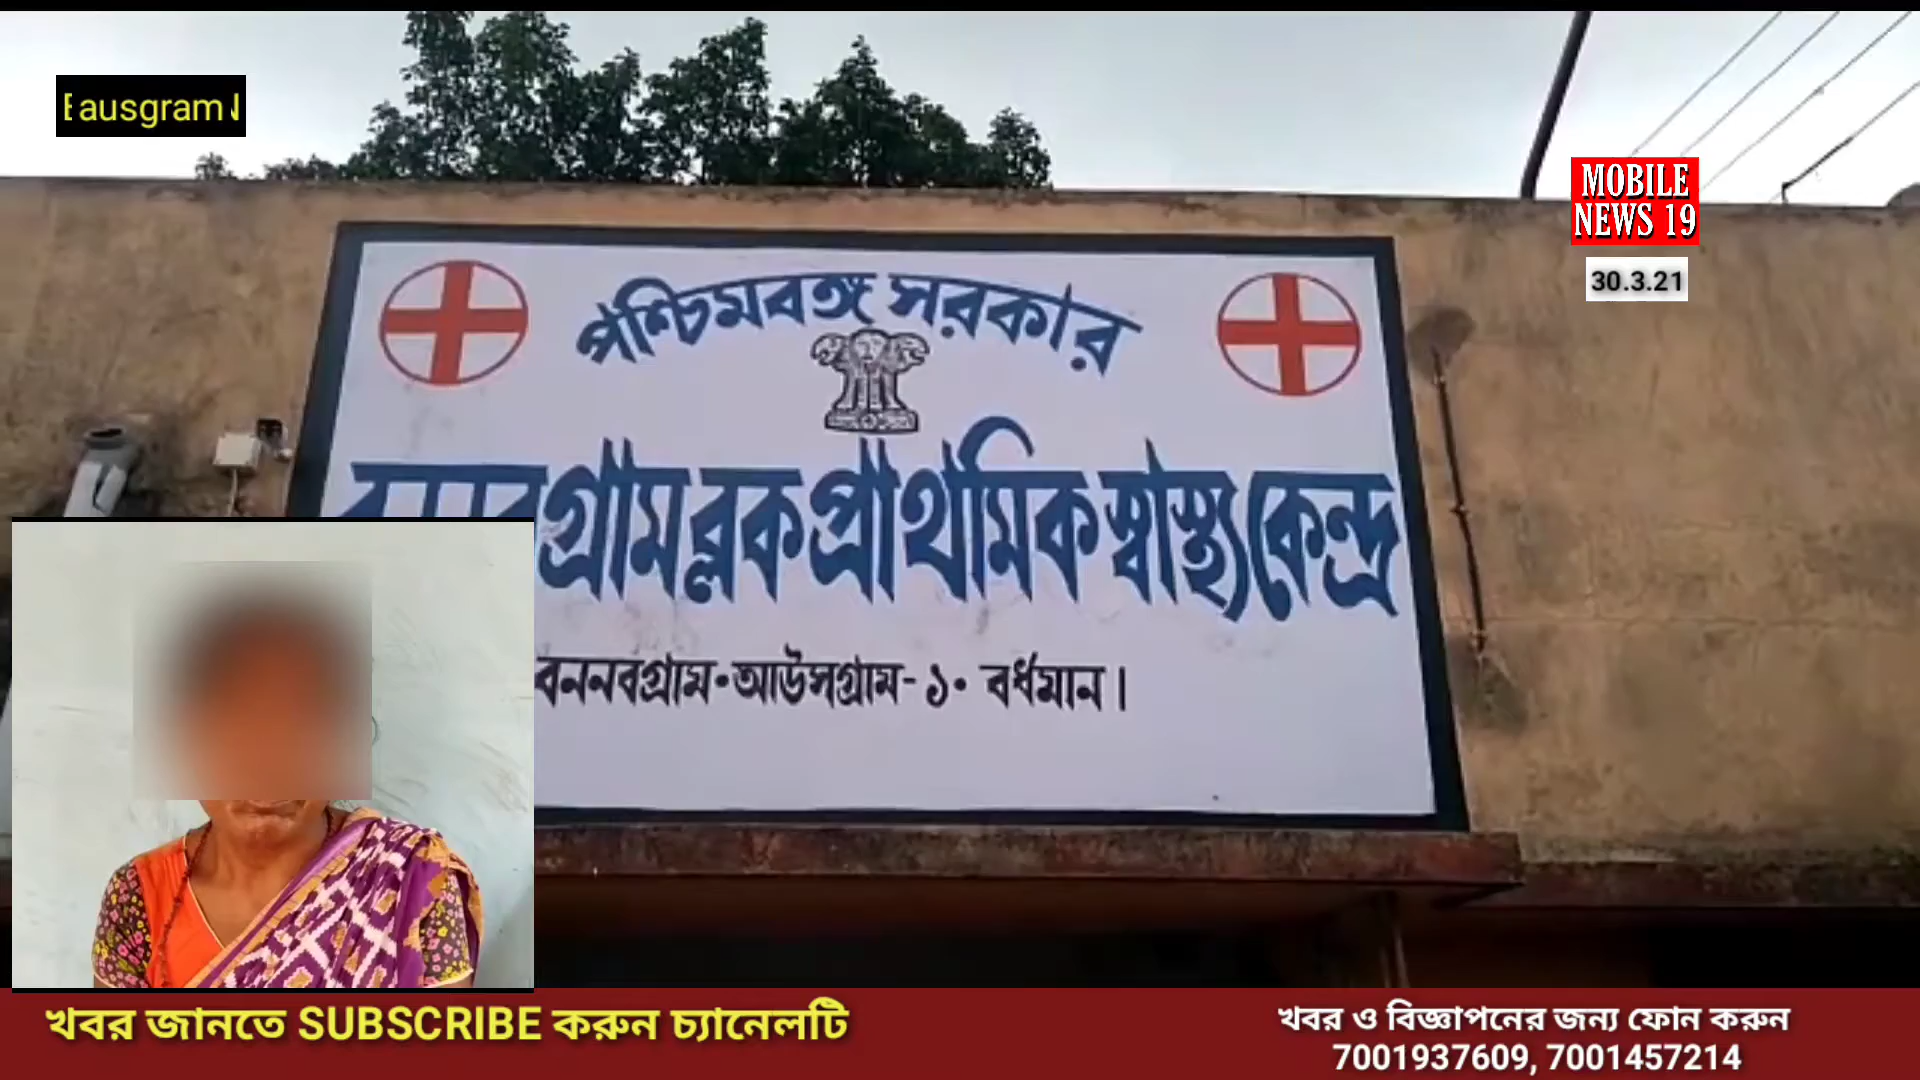 ausgram
MOBILE
NEWS 19
30.3.21
পশ্চিমবঙ্গ সরকার
গ্রাম ব্লক প্রাথমিক স্বাস্থ্য কেন্দ্র
বননবগ্রাম•আউসগ্রাম-১• বর্ধমান।
খবর জানতে SUBSCRIBE করুন চ্যানেলটি
খবর ও বিজ্ঞাপনের জন্য ফোন করুন
7001937609, 7001457214